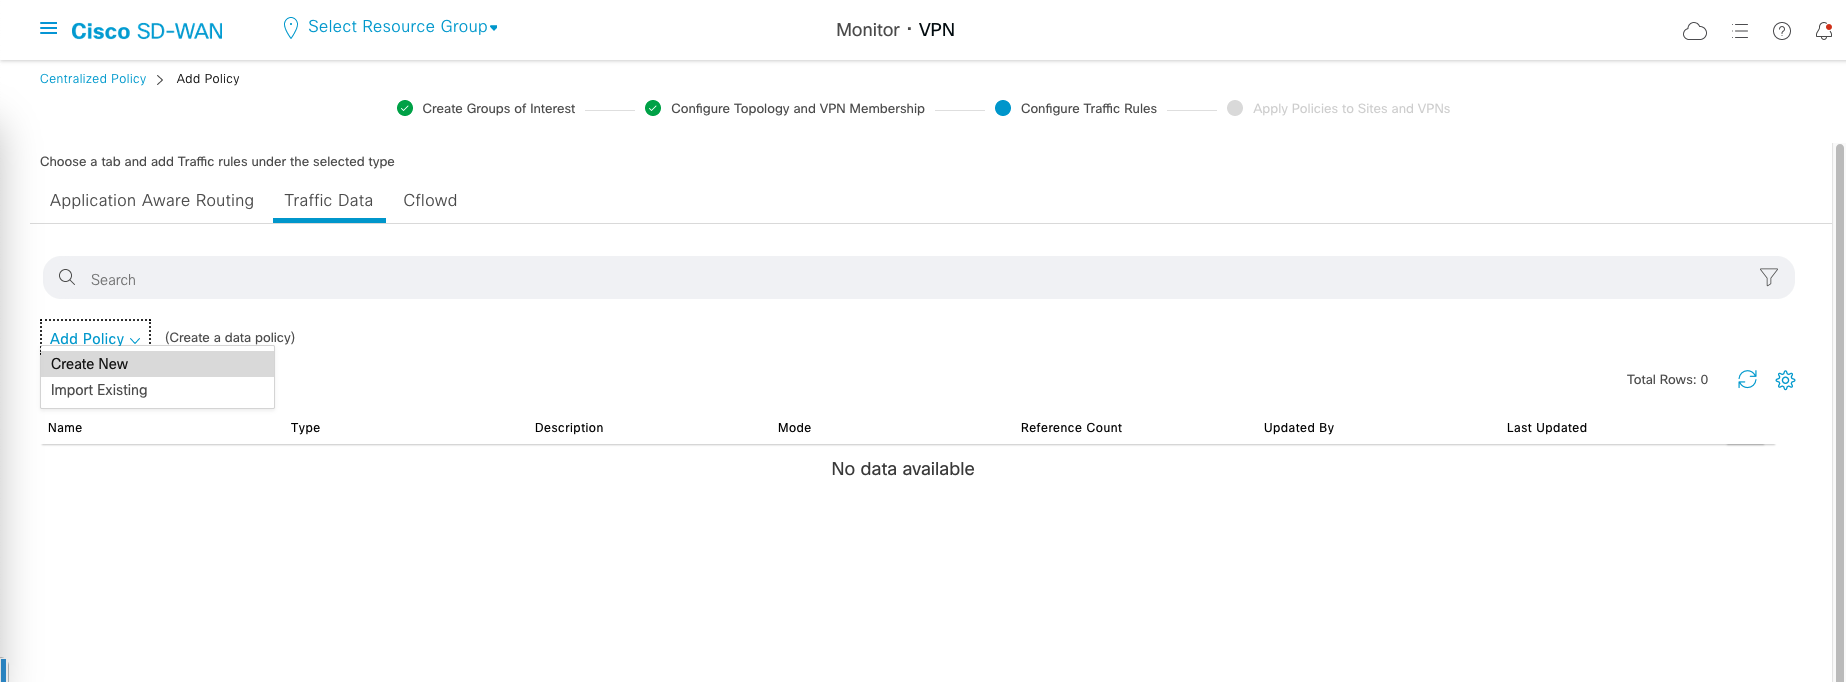 Cisco SD-WAN
Select Resource Group
Monitor · VPN
Centralized Policy > Add Policy
Create Groups of Interest
Configure Topology and VPN Membership
Configure Traffic Rules
Apply Policies to Sites and VPNs
Choose a tab and add Traffic rules under the selected type
Application Aware Routing Traffic Data Cflowd
Search
Add Policy (Create a data policy)
Create New
Import Existing
Total Rows: 0
Name Type Description Mode Reference Count Updated By Last Updated
No data available